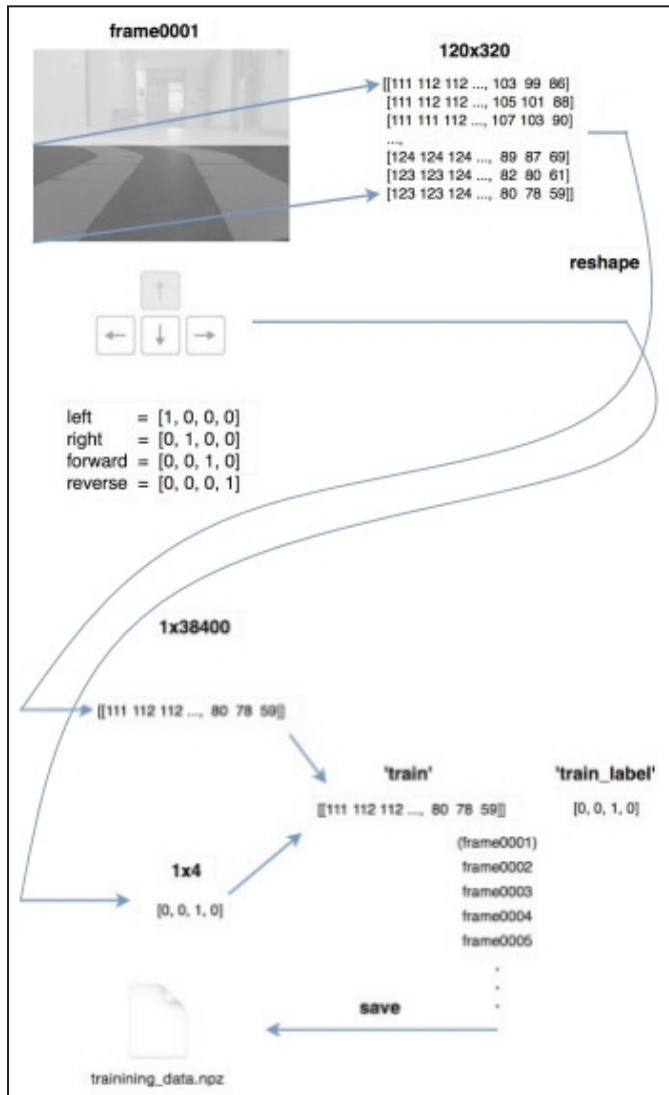 frame0001
120x320
[[111 112 112 ..., 103 99 86]
[111 112 112 ..., 105 101 88]
[111 111 112 ..., 107 103 90]
...,
[124 124 124 ..., 89 87 69]
[123 123 124 ..., 82 80 61]
[123 123 124 ..., 80 78 59]]
reshape
left = [1, 0, 0, 0]
right = [0, 1, 0, 0]
forward = [0, 0, 1, 0]
reverse = [0, 0, 0, 1]
1x38400
[[111 112 112 ..., 80 78 59]]
'train' 'train_label'
[[111 112 112 ..., 80 78 59]] [0, 0, 1, 0]
(frame0001)
1x4
frame0002
frame0003
[0, 0, 1, 0]
frame0004
frame0005
.
.
.
save
trainining_data.npz